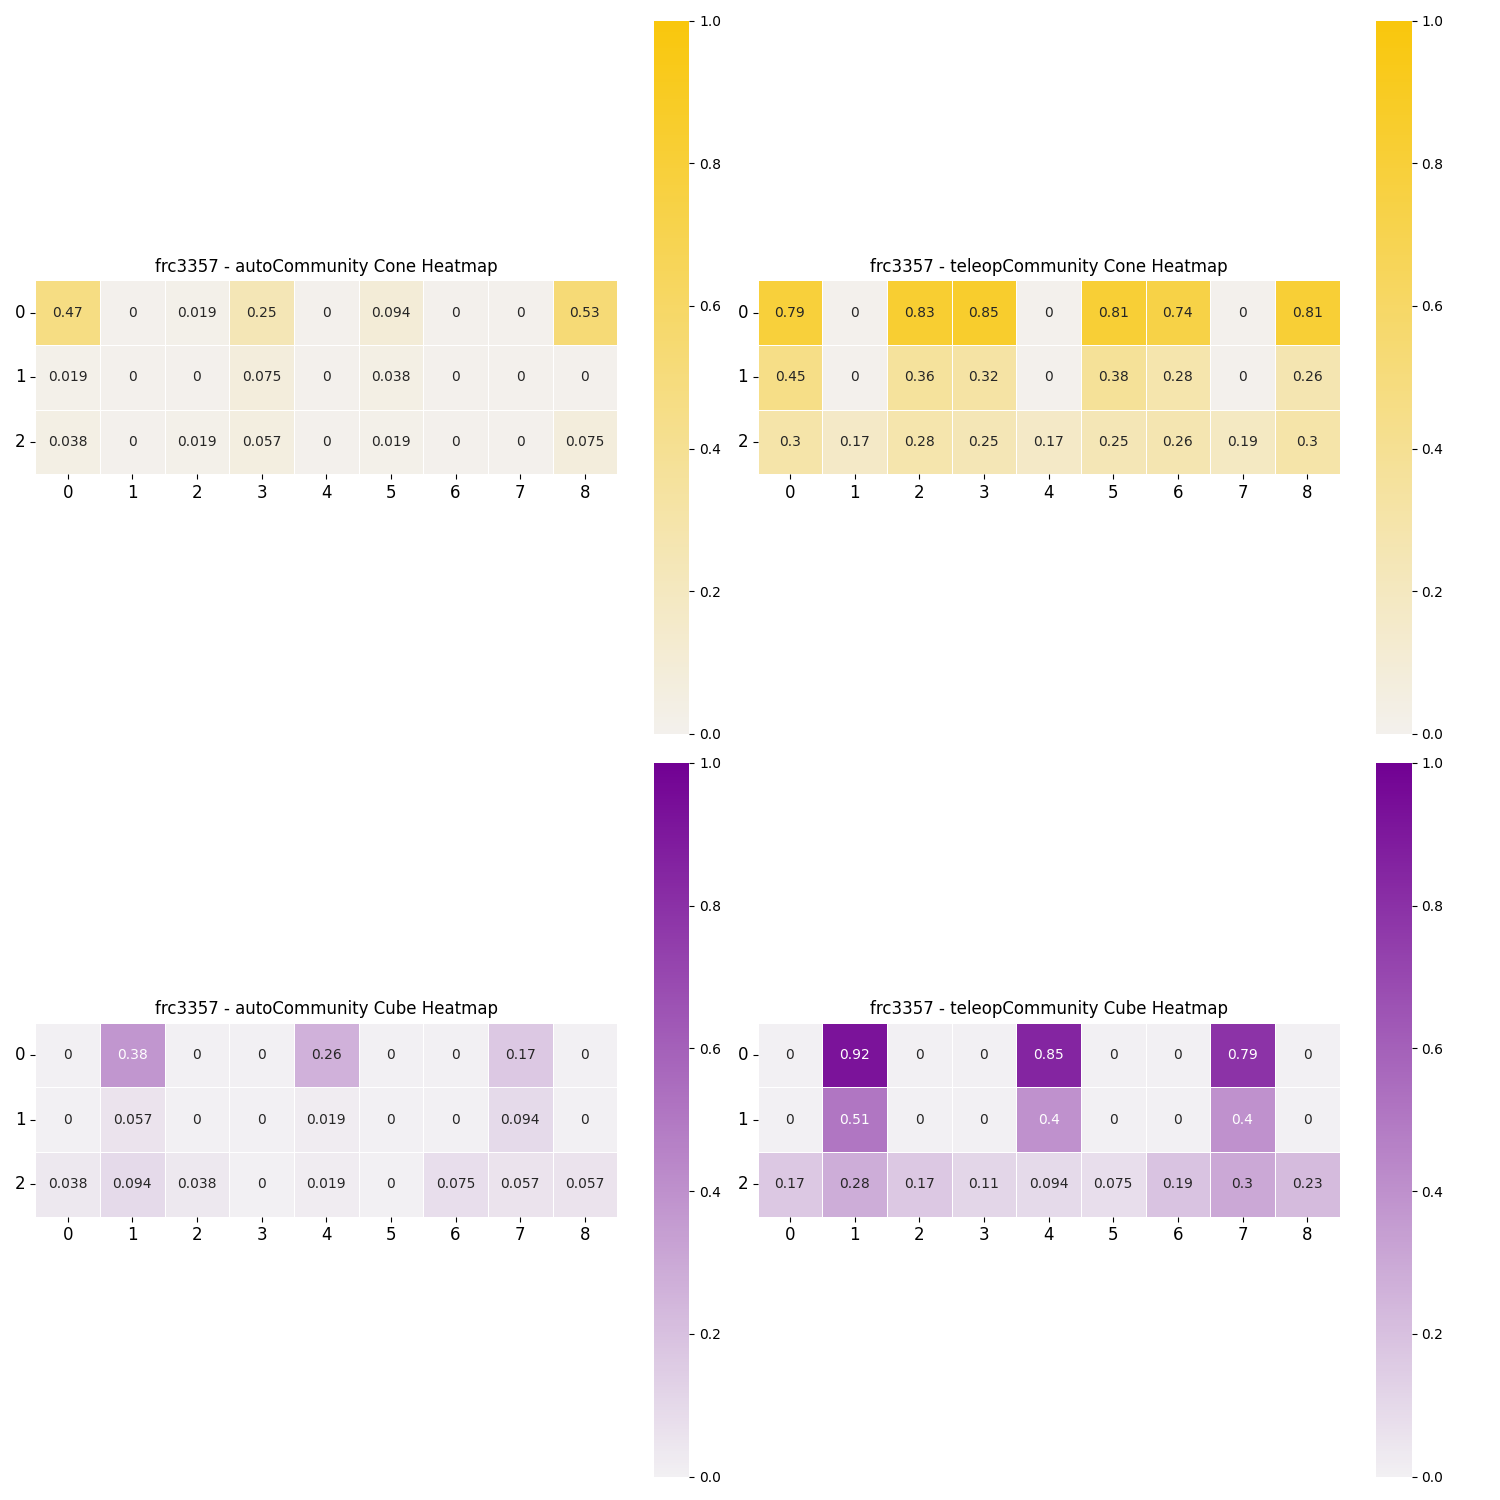 frc3357 - autoCommunity Cone Heatmap
0 0.47 0 0.019 0.25 0 0.094 0 0 0.53
1 0.019 0 0 0.075 0 0.038 0 0 0
2 0.038 0 0.019 0.057 0 0.019 0 0 0.075
0 1 2 3 4 5 6 7 8
1.0
0.8
0.6
0.4
0.2
0.0
frc3357 - teleopCommunity Cone Heatmap
0 0.79 0 0.83 0.85 0 0.81 0.74 0 0.81
1 0.45 0 0.36 0.32 0 0.38 0.28 0 0.26
2 0.3 0.17 0.28 0.25 0.17 0.25 0.26 0.19 0.3
0 1 2 3 4 5 6 7 8
1.0
0.8
0.6
0.4
0.2
0.0
frc3357 - autoCommunity Cube Heatmap
0 0 0.38 0 0 0.26 0 0 0.17 0
1 0 0.057 0 0 0.019 0 0 0.094 0
2 0.038 0.094 0.038 0 0.019 0 0.075 0.057 0.057
0 1 2 3 4 5 6 7 8
1.0
0.8
0.6
0.4
0.2
0.0
frc3357 - teleopCommunity Cube Heatmap
0 0 0.92 0 0 0.85 0 0 0.79 0
1 0 0.51 0 0 0.4 0 0 0.4 0
2 0.17 0.28 0.17 0.11 0.094 0.075 0.19 0.3 0.23
0 1 2 3 4 5 6 7 8
1.0
0.8
0.6
0.4
0.2
0.0